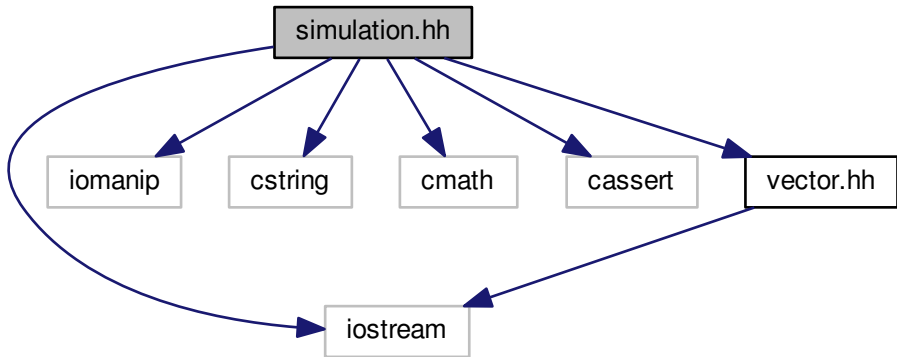 simulation.hh
iomanip
cstring
cmath
cassert
vector.hh
iostream